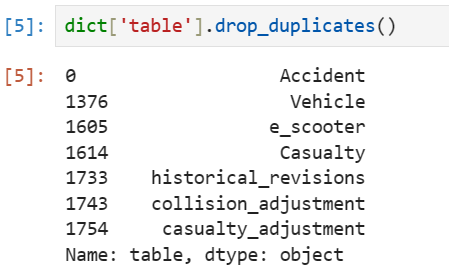 [5]: dict['table'].drop_duplicates()
[5]: 0 Accident
1376 Vehicle
1605 e_scooter
1614 Casualty
1733 historical_revisions
1743 collision_adjustment
1754 casualty_adjustment
Name: table, dtype: object